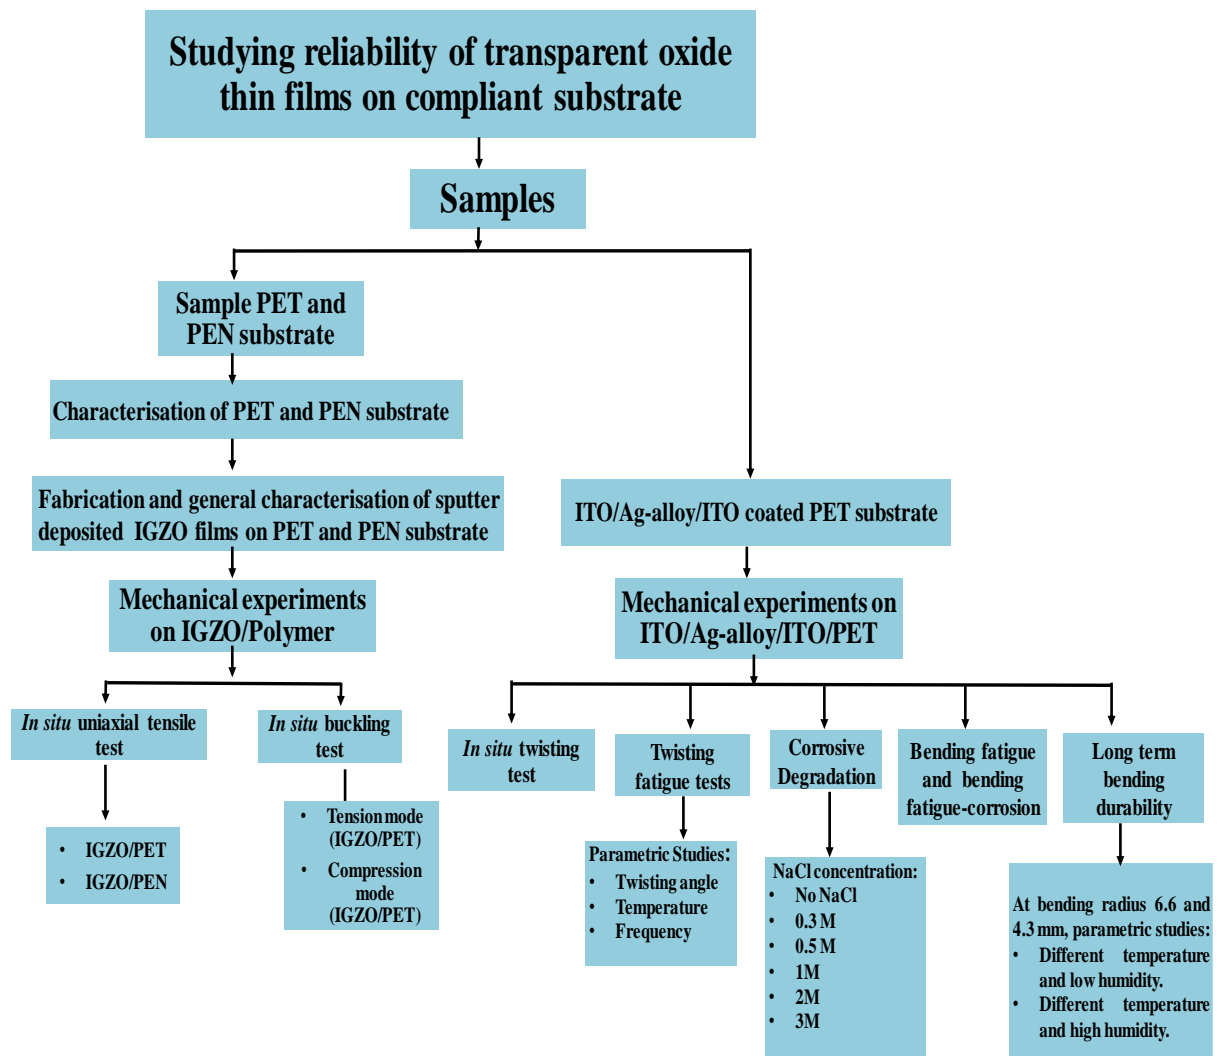 Studying reliability of transparent oxide
thin films on compliant substrate
Samples
Sample PET and
PEN substrate
Characterisation of PET and PEN substrate
Fabrication and general characterisation of sputter
deposited IGZO films on PET and PEN substrate
ITO/Ag-alloy/ITO coated PET substrate
Mechanical experiments
on IGZO/Polymer
Mechanical experiments on
ITO/Ag-alloy/ITO/PET
In situ uniaxial tensile
test
In situ buckling
test
In situ twisting
test
Twisting
fatigue tests
Corrosive
Degradation
Bending fatigue
and bending
fatigue-corrosion
Long term
bending
durability
• IGZO/PET
• IGZO/PEN
• Tension mode
(IGZO/PET)
• Compression
mode
(IGZO/PET)
Parametric Studies:
• Twisting angle
• Temperature
• Frequency
NaCl concentration:
• No NaCl
• 0.3 M
• 0.5 M
• 1M
• 2M
• 3M
At bending radius 6.6 and
4.3 mm, parametric studies:
• Different temperature
and low humidity.
• Different temperature
and high humidity.